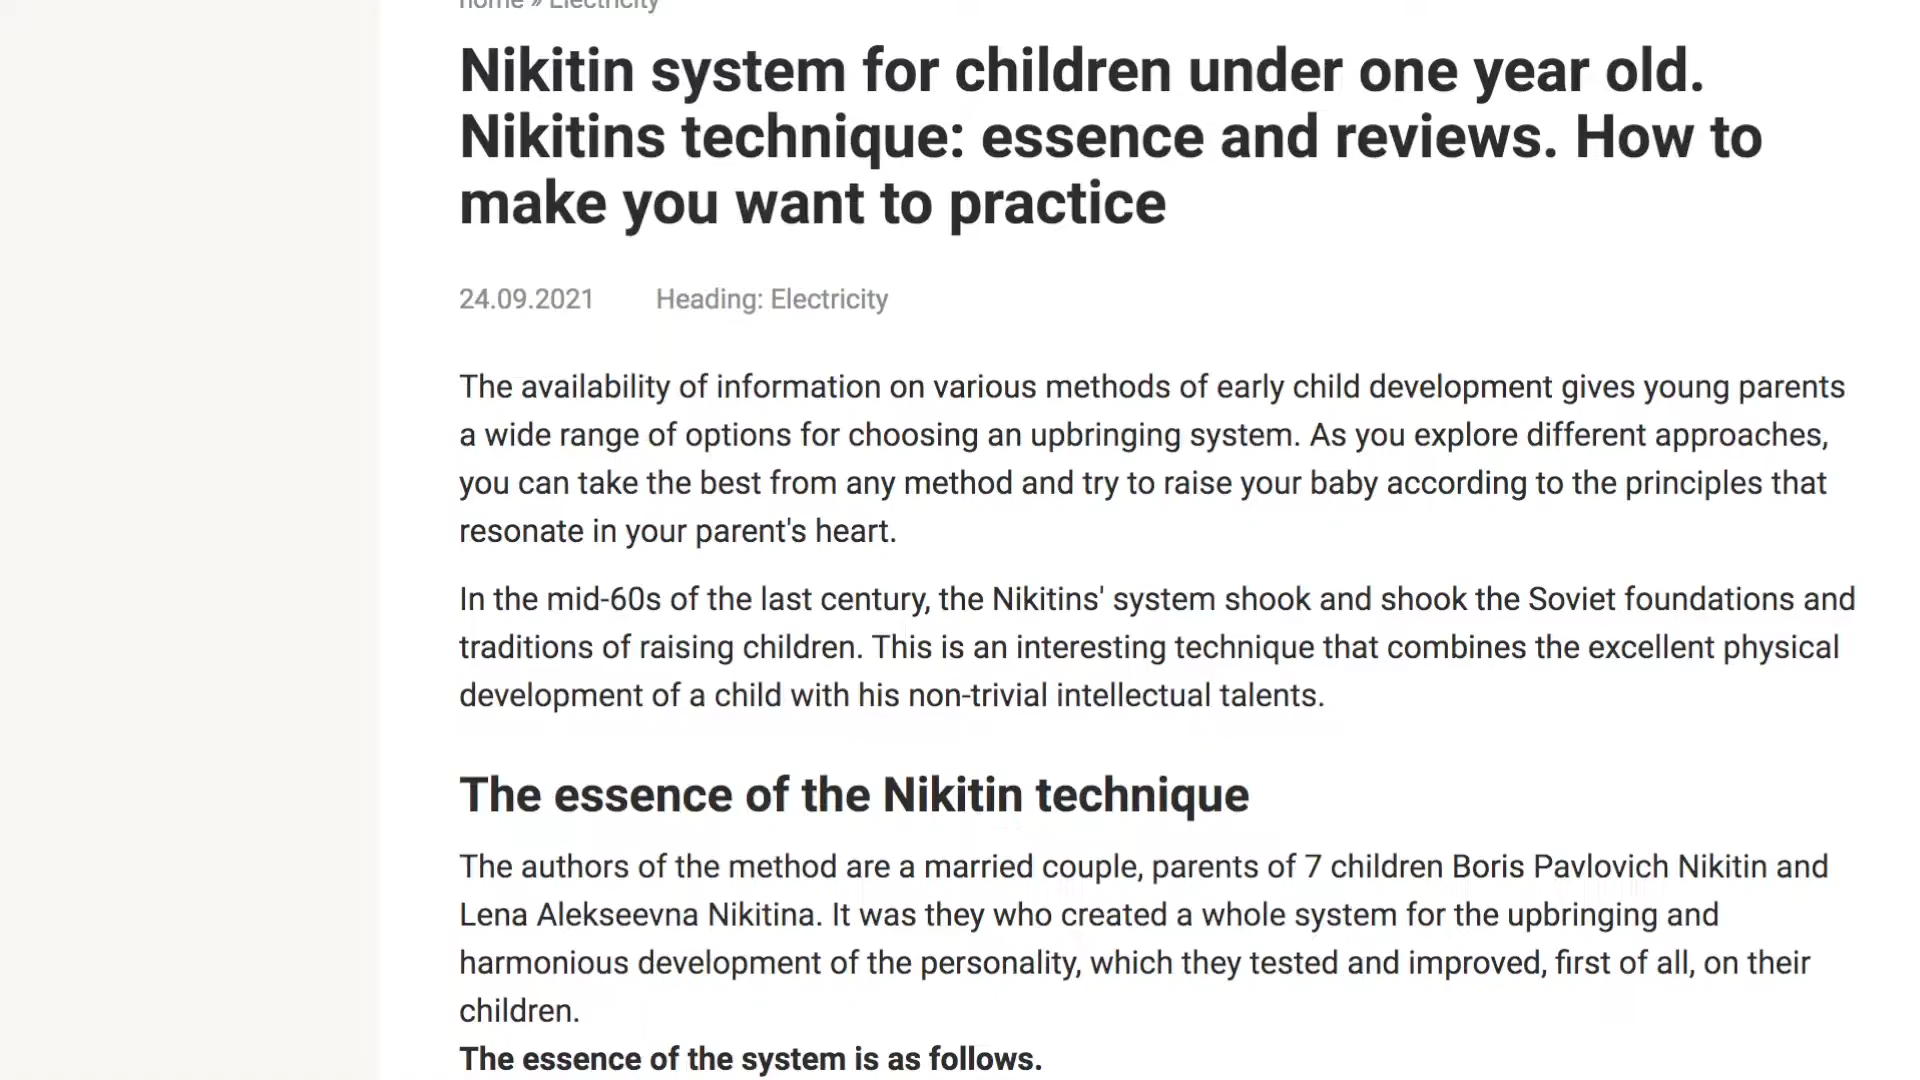 home » Electricity
Nikitin system for children under one year old.
Nikitins technique: essence and reviews. How to
make you want to practice
24.09.2021 Heading: Electricity
The availability of information on various methods of early child development gives young parents
a wide range of options for choosing an upbringing system. As you explore different approaches,
you can take the best from any method and try to raise your baby according to the principles that
resonate in your parent's heart.
In the mid-60s of the last century, the Nikitins' system shook and shook the Soviet foundations and
traditions of raising children. This is an interesting technique that combines the excellent physical
development of a child with his non-trivial intellectual talents.
The essence of the Nikitin technique
The authors of the method are a married couple, parents of 7 children Boris Pavlovich Nikitin and
Lena Alekseevna Nikitina. It was they who created a whole system for the upbringing and
harmonious development of the personality, which they tested and improved, first of all, on their
children.
The essence of the system is as follows.